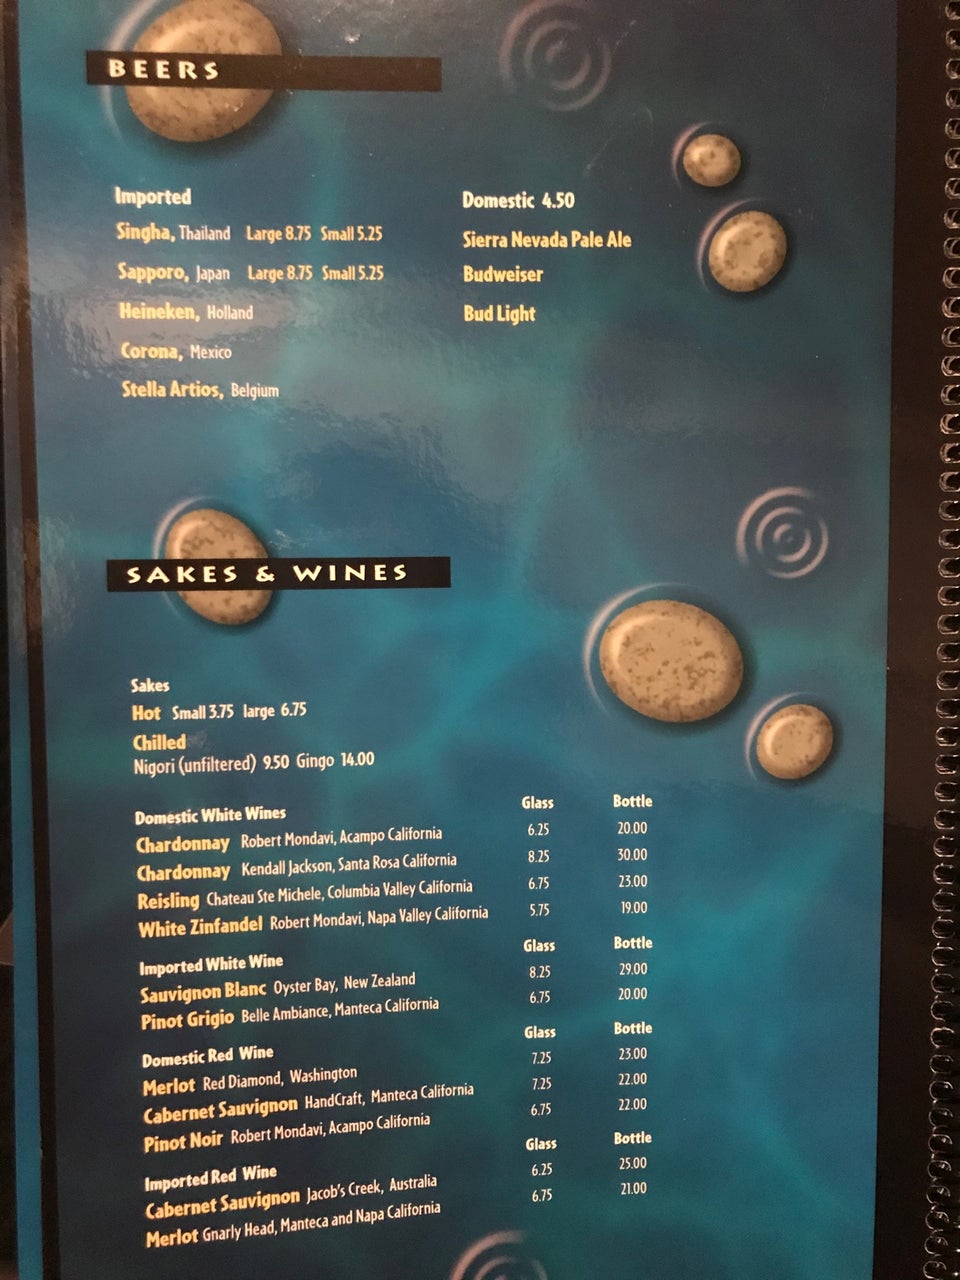 BEERS
Imported
Singha, Thailand Large 8.75 Small 5.25
Sapporo, Japan Large 8.75 Small 5.25
Heineken, Holland
Corona, Mexico
Stella Artios, Belgium
Domestic 4.50
Sierra Nevada Pale Ale
Budweiser
Bud Light
SAKES & WINES
Sakes
Hot Small 3.75 large 6.75
Chilled
Nigori (unfiltered) 9.50 Gingo 14.00
Domestic White Wines Glass Bottle
Chardonnay Robert Mondavi, Acampo California 6.25 20.00
Chardonnay Kendall Jackson, Santa Rosa California 8.25 30.00
Reisling Chateau Ste Michele, Columbia Valley California 6.75 23.00
White Zinfandel Robert Mondavi, Napa Valley California 5.75 19.00
Imported White Wine Glass Bottle
Sauvignon Blanc Oyster Bay, New Zealand 8.25 29.00
Pinot Grigio Belle Ambiance, Manteca California 6.75 20.00
Domestic Red Wine Glass Bottle
Merlot Red Diamond, Washington 7.25 23.00
Cabernet Sauvignon HandCraft, Manteca California 7.25 22.00
Pinot Noir Robert Mondavi, Acampo California 6.75 22.00
Imported Red Wine Glass Bottle
Cabernet Sauvignon Jacob's Creek, Australia 6.25 25.00
Merlot Gnarly Head, Manteca and Napa California 6.75 21.00